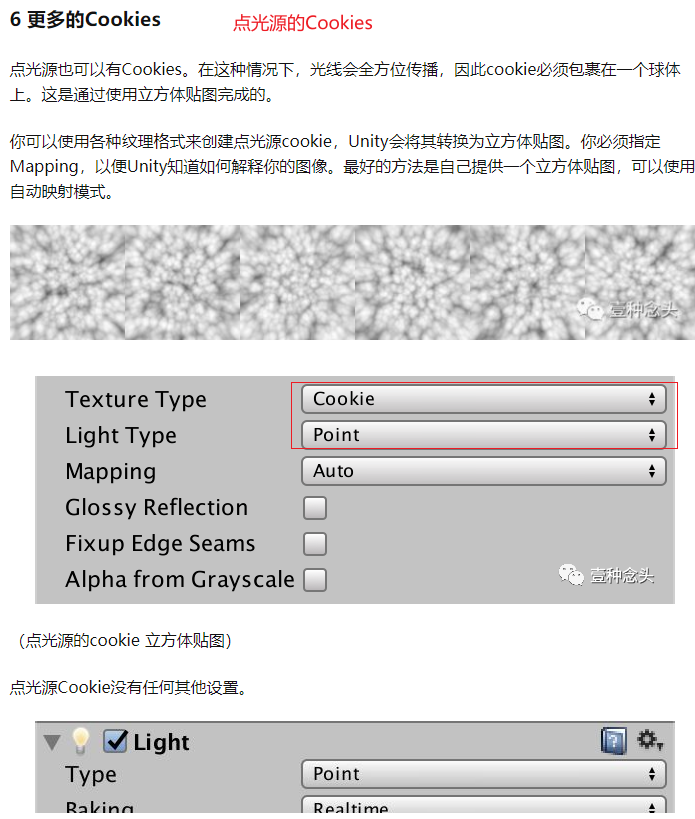 6 更多的Cookies
点光源的Cookies
点光源也可以有Cookies。在这种情况下，光线会全方位传播，因此cookie必须包裹在一个球体
上。这是通过使用立方体贴图完成的。
你可以使用各种纹理格式来创建点光源cookie，Unity会将其转换为立方体贴图。你必须指定
Mapping，以便Unity知道如何解释你的图像。最好的方法是自己提供一个立方体贴图，可以使用
自动映射模式。
壹种念头
Texture Type Cookie
Light Type Point
Mapping Auto
Glossy Reflection
Fixup Edge Seams
Alpha from Grayscale
壹种念头
（点光源的cookie 立方体贴图）
点光源Cookie没有任何其他设置。
Light
Type Point
Baking Realtime